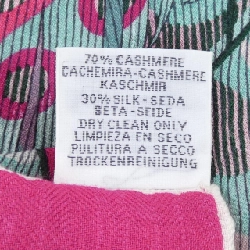 70% CASHMERE
CACHEMIRA-CASHMERE
KASCHMIR
30% SILK-SEDA
SETA-SEIDE
DRY CLEAN ONLY
LIMPIEZA EN SECO
PULITURA A SECCO
TROCKENREINIGUNG